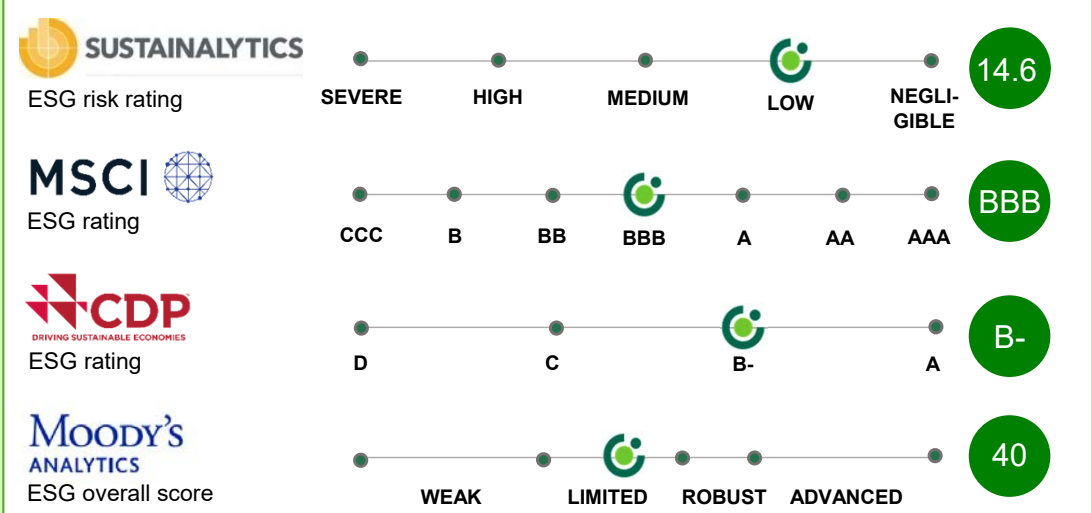 SUSTAINALYTICS
ESG risk rating
SEVERE HIGH MEDIUM LOW NEGLI-
GIBLE
14.6
MSCI
ESG rating
CCC B BB BBB A AA AAA
BBB
CDP
DRIVING SUSTAINABLE ECONOMIES
ESG rating
D C B- A
B-
MOODY'S
ANALYTICS
ESG overall score
WEAK LIMITED ROBUST ADVANCED
40